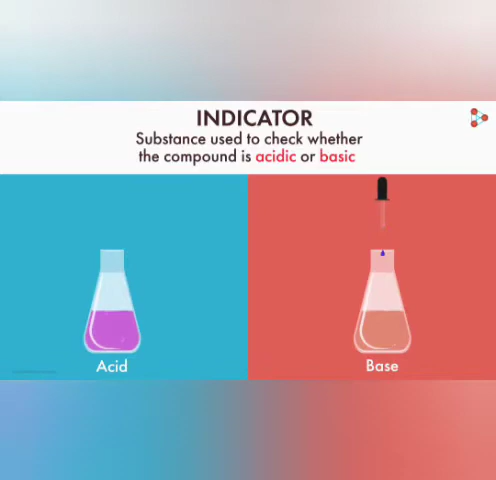 INDICATOR
Substance used to check whether
the compound is acidic or basic
Acid
Base